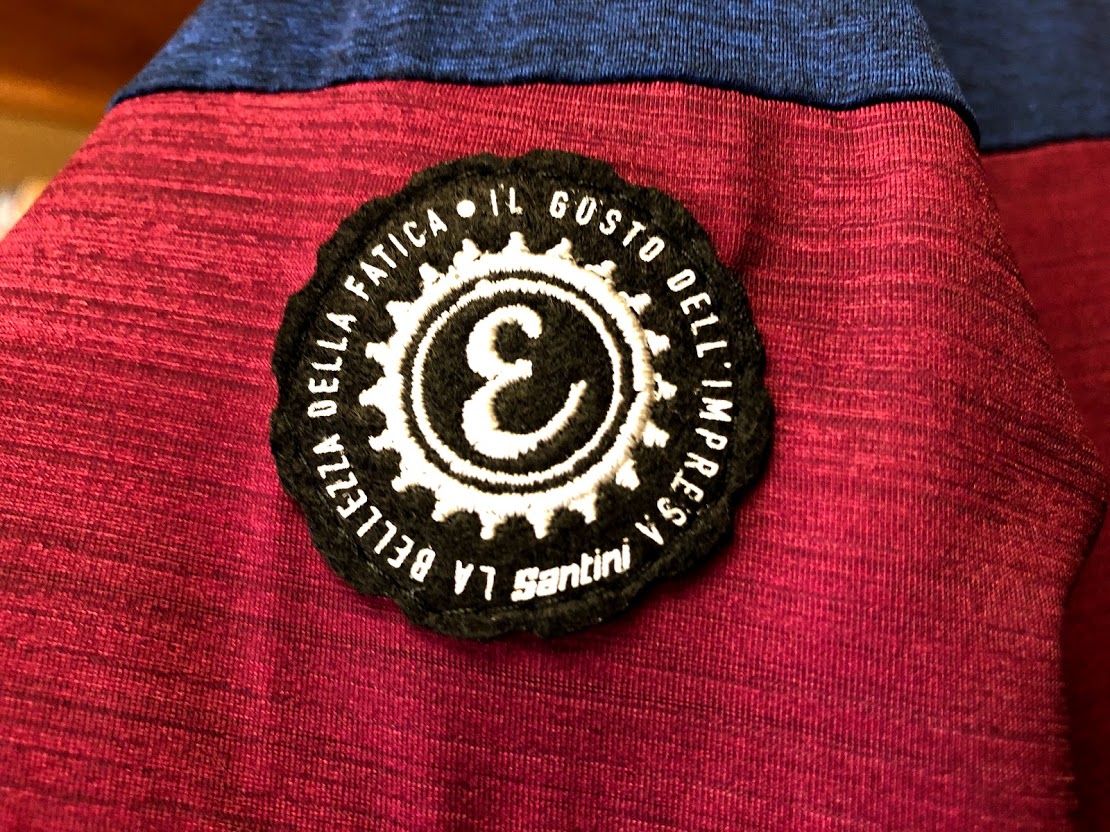 LA BELLEZZA DELLA FATICA • IL GUSTO DELL'IMPRESA
Santini
Ɛ